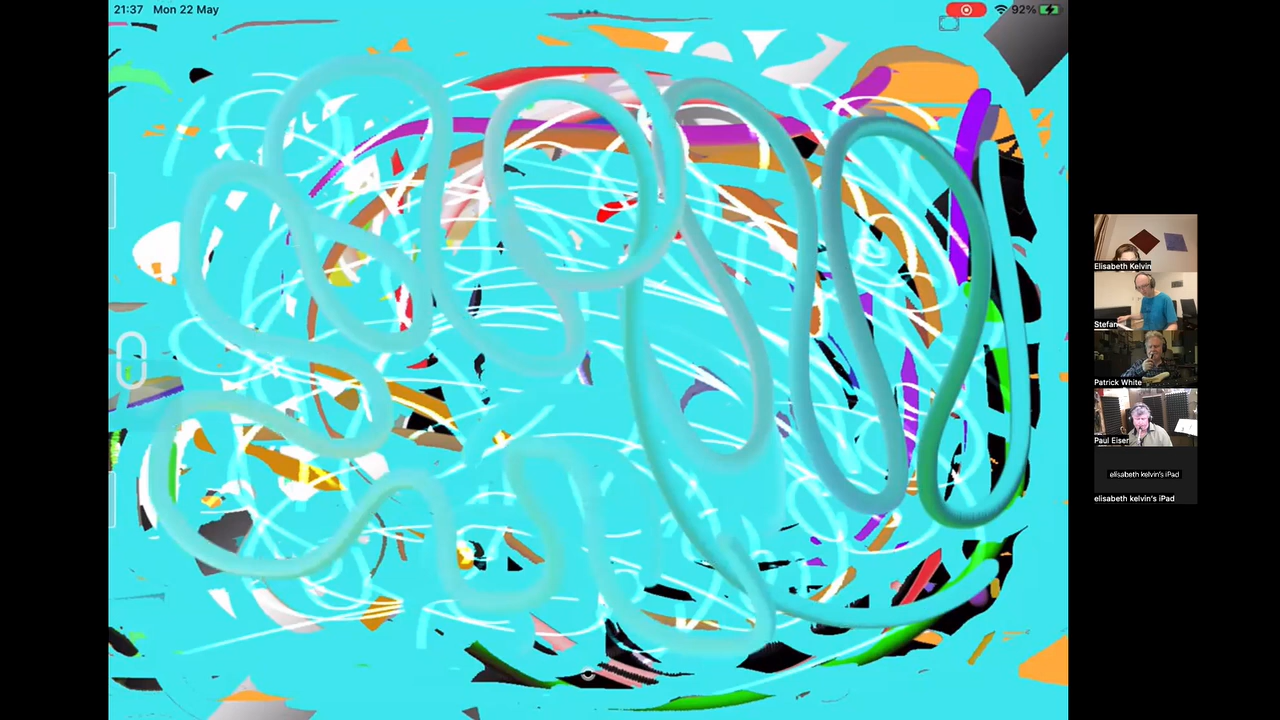 21:37 Mon 22 May
92%
Elisabeth Kelvin
Stefan
Patrick White
Paul Eiser
elisabeth kelvin's iPad
elisabeth kelvin's iPad